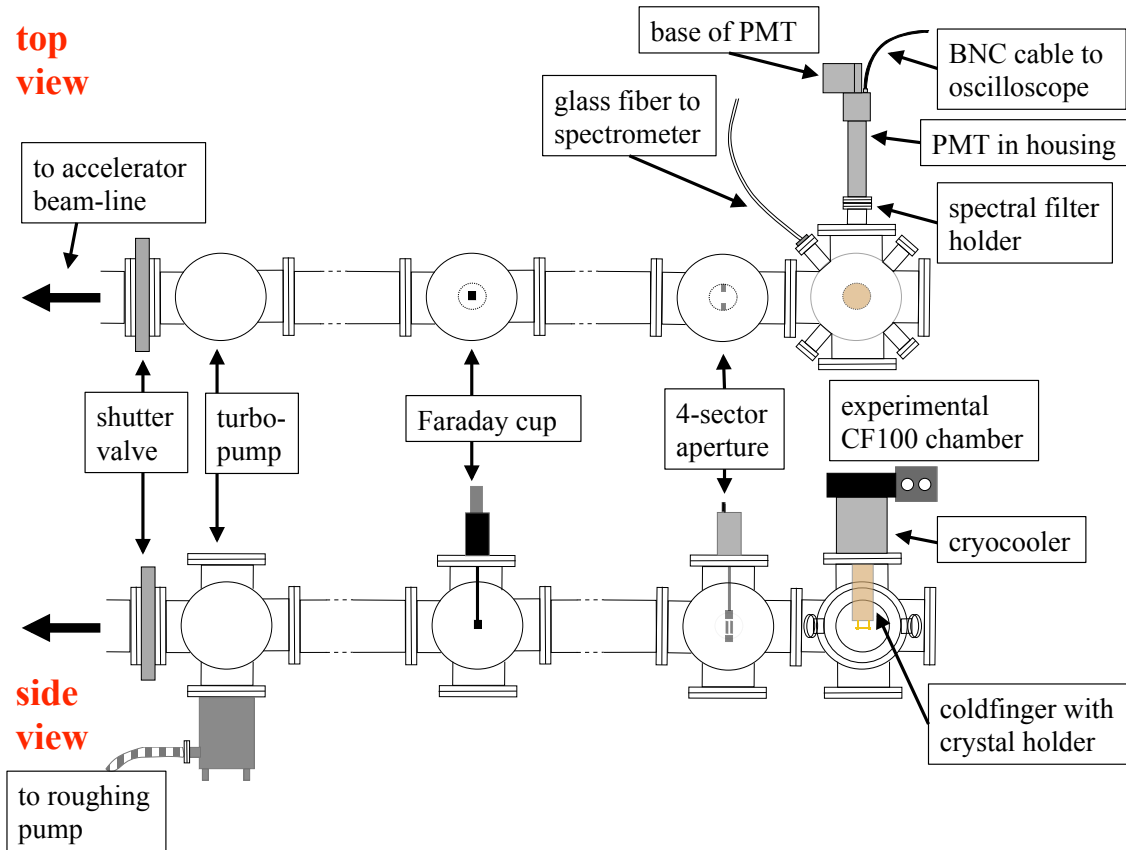 top
view
base of PMT
BNC cable to
oscilloscope
glass fiber to
spectrometer
PMT in housing
to accelerator
beam-line
spectral filter
holder
shutter
valve
turbo-
pump
Faraday cup
4-sector
aperture
experimental
CF100 chamber
cryocooler
side
view
coldfinger with
crystal holder
to roughing
pump